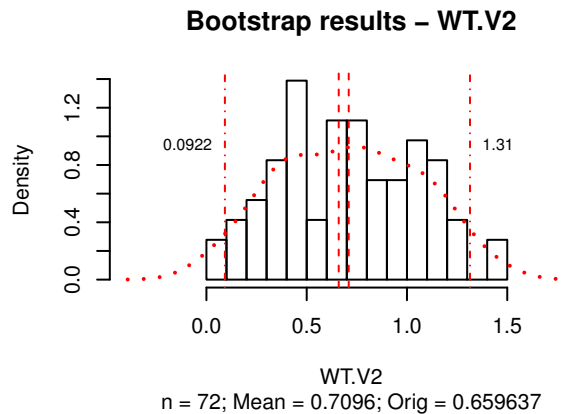 Bootstrap results – WT.V2
Density
0.0 0.4 0.8 1.2
0.0922
1.31
0.0 0.5 1.0 1.5
WT.V2
n = 72; Mean = 0.7096; Orig = 0.659637